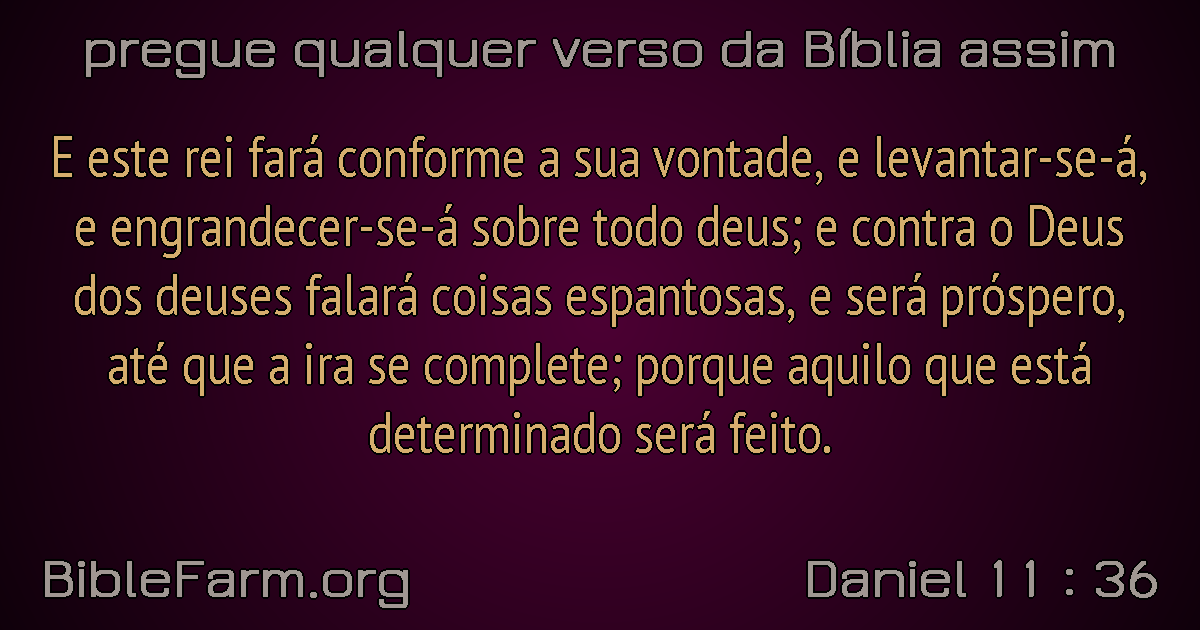 pregue qualquer verso da Bíblia assim
E este rei fará conforme a sua vontade, e levantar-se-á,
e engrandecer-se-á sobre todo deus; e contra o Deus
dos deuses falará coisas espantosas, e será próspero,
até que a ira se complete; porque aquilo que está
determinado será feito.
BibleFarm.org
Daniel 11 : 36